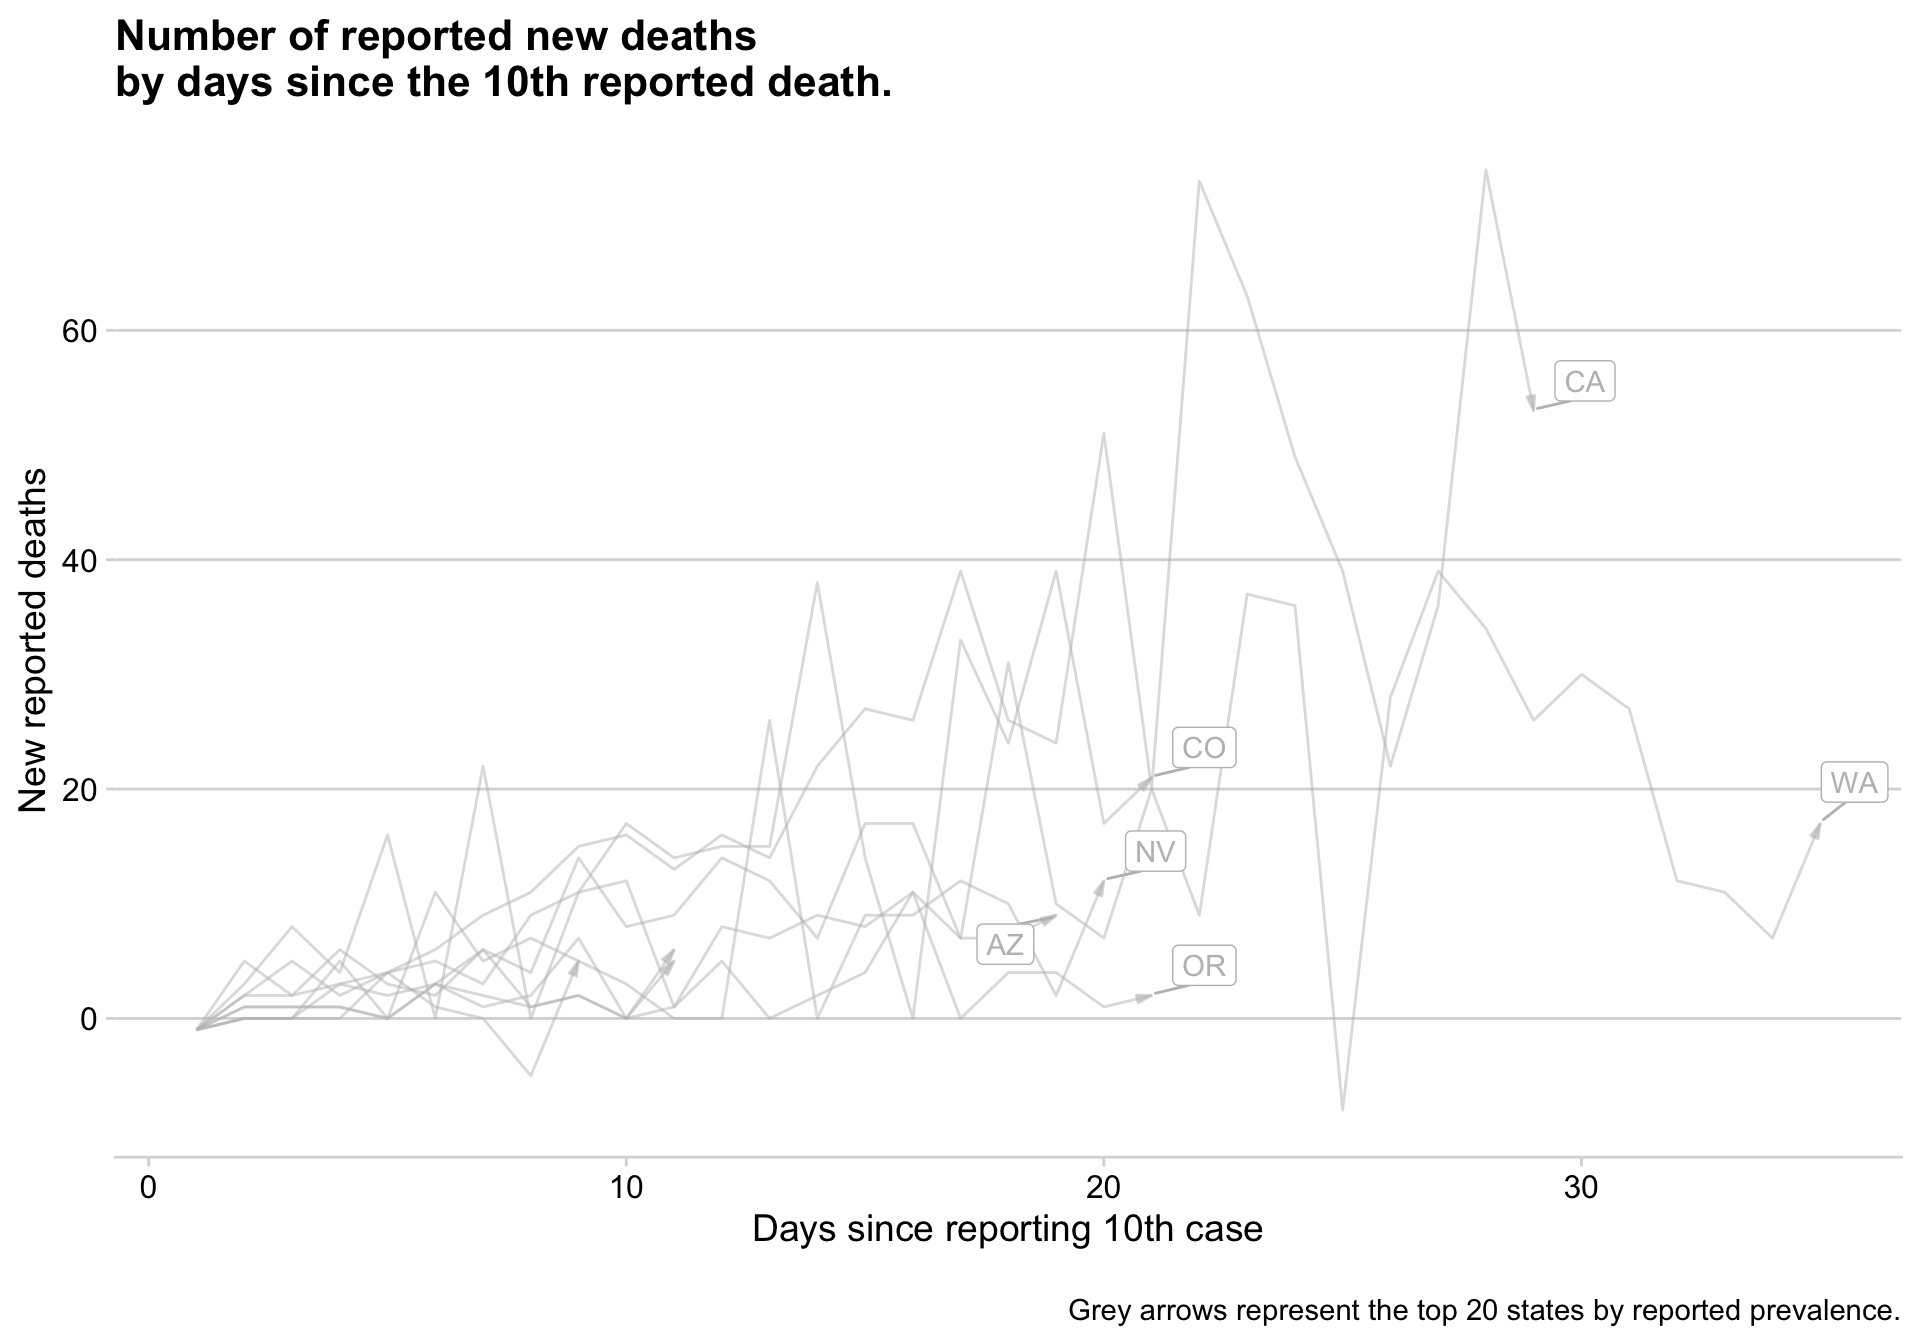 Number of reported new deaths
by days since the 10th reported death.
New reported deaths
60
40
20
0
CA
CO
WA
NV
AZ
OR
0 10 20 30
Days since reporting 10th case
Grey arrows represent the top 20 states by reported prevalence.